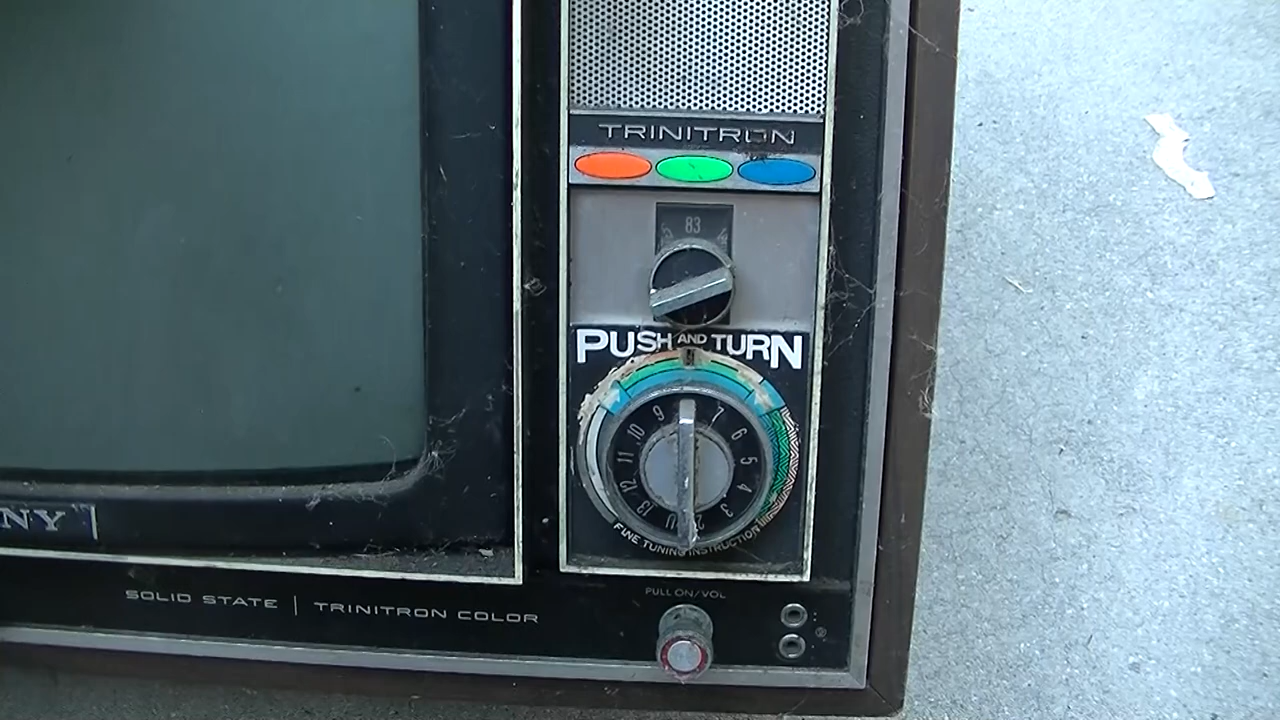 TRINITRON
83
PUSH AND TURN
9 7
10 6
11 5
12 4
13 3
U 2
FINE TUNING INSTRUCTION
NY
PULL ON/VOL
SOLID STATE | TRINITRON COLOR